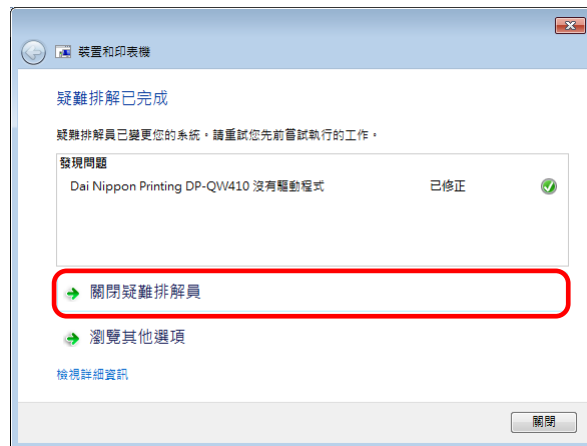 裝置和印表機
疑難排解已完成
疑難排解員已變更您的系統。請重試您先前嘗試執行的工作。
發現問題
Dai Nippon Printing DP-QW410 沒有驅動程式 已修正
關閉疑難排解員
瀏覽其他選項
檢視詳細資訊
關閉